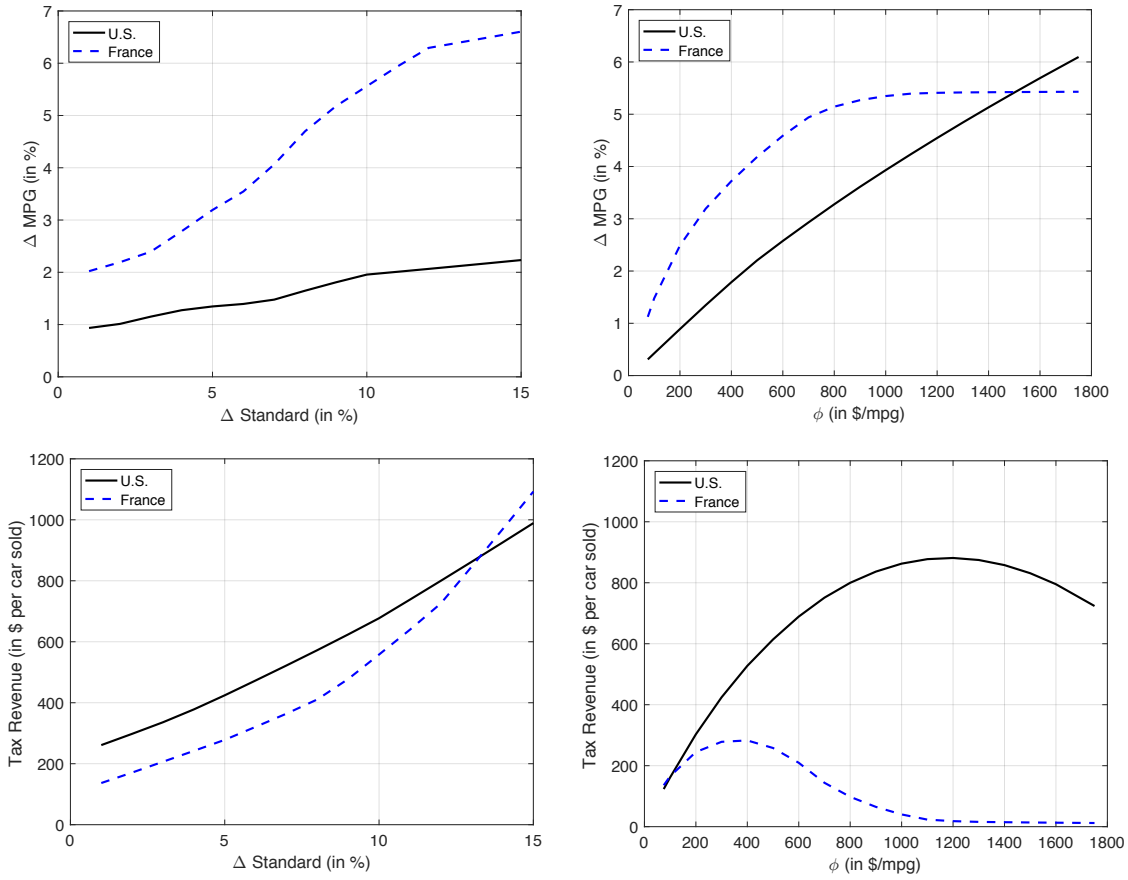 7
6
5
4
3
2
1
0
Δ MPG (in %)
U.S.
France
0 5 10 15
Δ Standard (in %)
7
6
5
4
3
2
1
0
Δ MPG (in %)
U.S.
France
200 400 600 800 1000 1200 1400 1600 1800
ϕ (in $/mpg)
1200
1000
800
600
400
200
0
Tax Revenue (in $ per car sold)
U.S.
France
0 5 10 15
Δ Standard (in %)
1200
1000
800
600
400
200
0
Tax Revenue (in $ per car sold)
U.S.
France
0 200 400 600 800 1000 1200 1400 1600 1800
ϕ (in $/mpg)